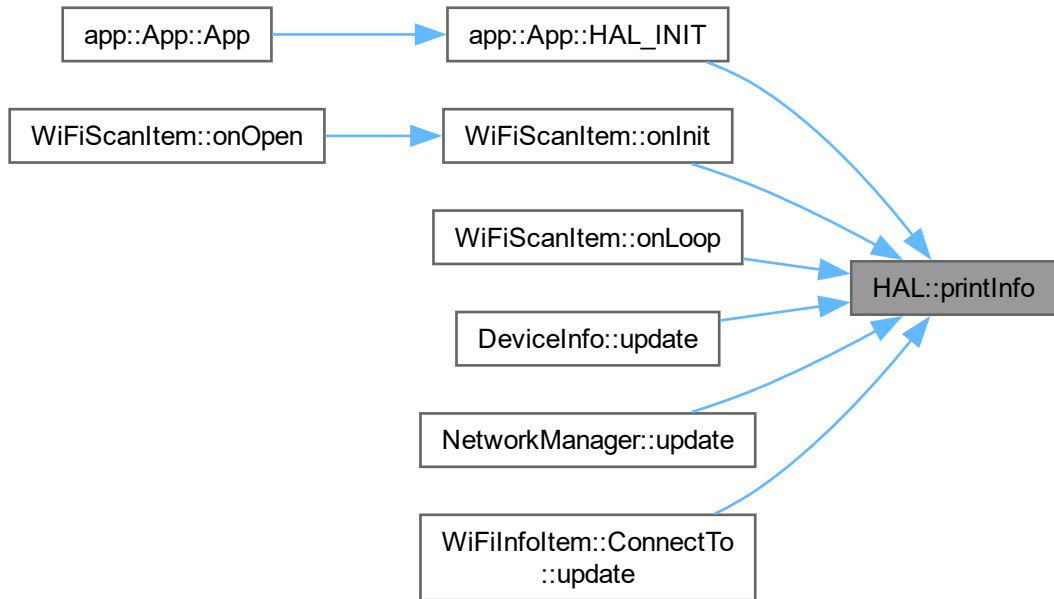 app::App::App
app::App::HAL_INIT
WiFiScanItem::onOpen
WiFiScanItem::onInit
WiFiScanItem::onLoop
HAL::printInfo
DeviceInfo::update
NetworkManager::update
WiFiInfoItem::ConnectTo
::update